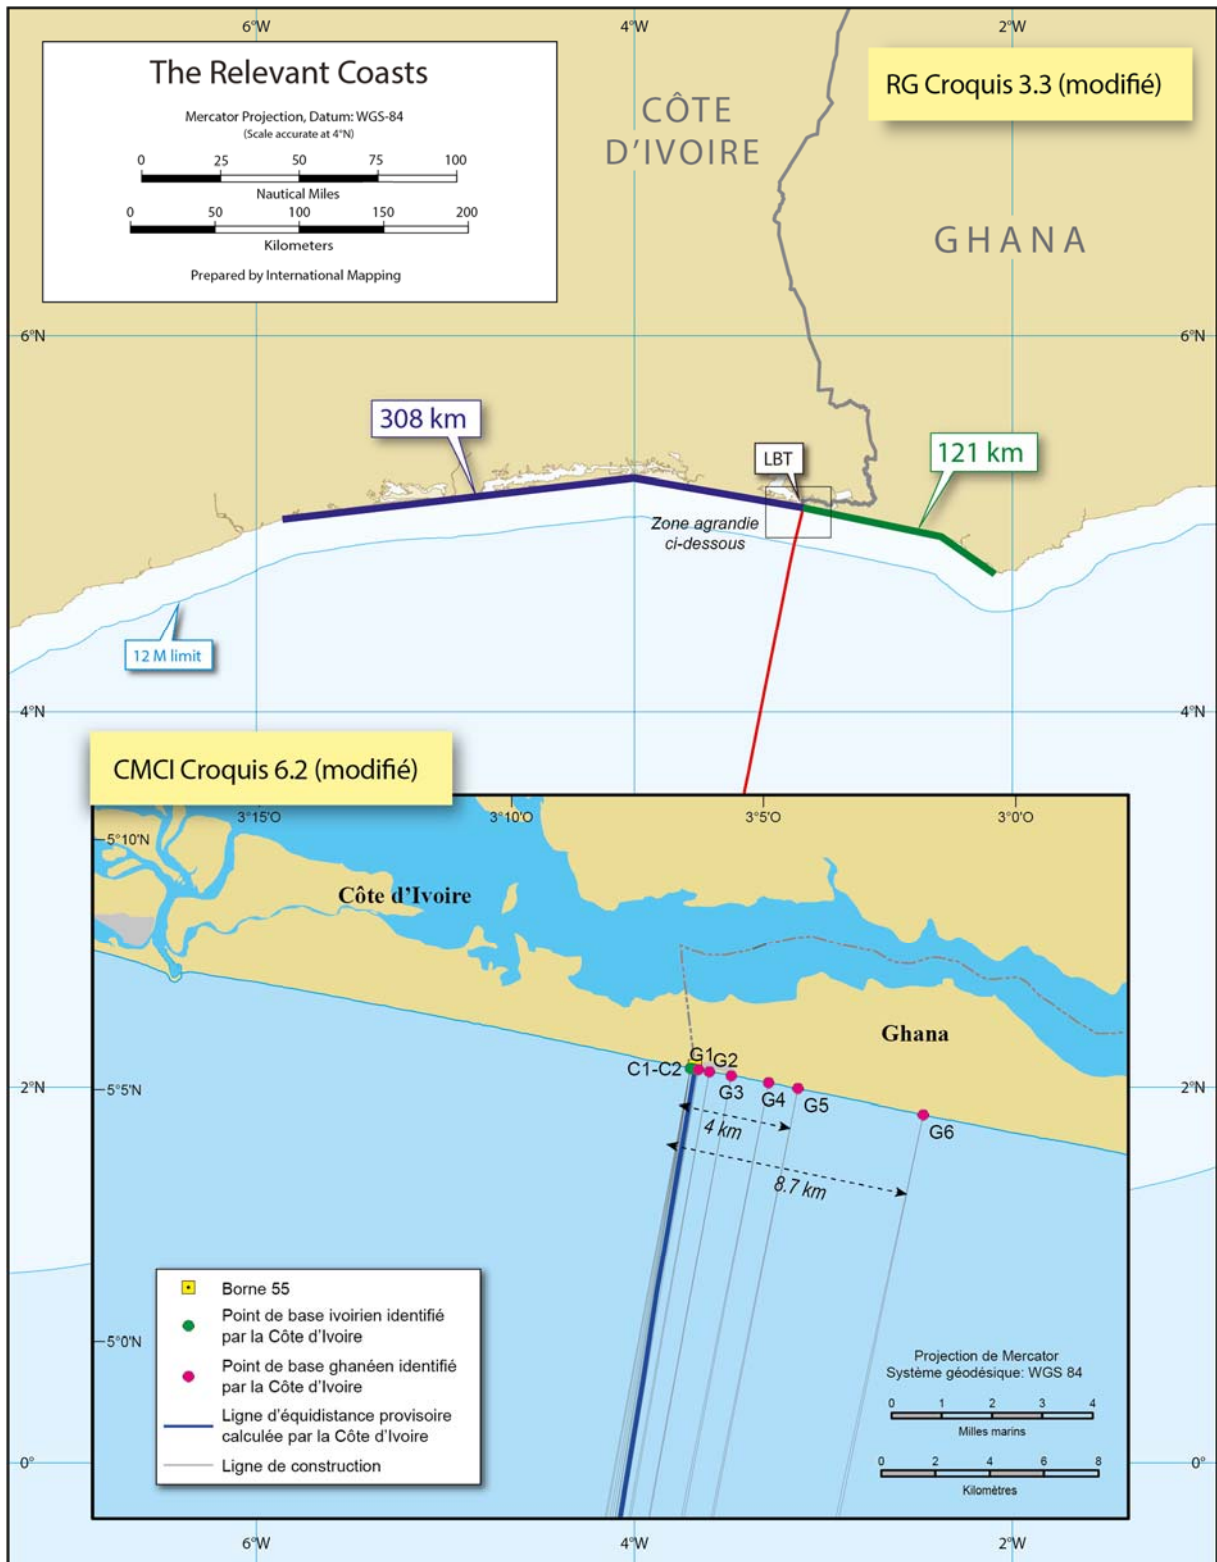 6°W
4°W
2°W
The Relevant Coasts
Mercator Projection, Datum: WGS-84
(Scale accurate at 4°N)
0 25 50 75 100
Nautical Miles
0 50 100 150 200
Kilometers
Prepared by International Mapping
RG Croquis 3.3 (modifié)
CÔTE
D'IVOIRE
GHANA
6°N
6°N
308 km
LBT
121 km
Zone agrandie
ci-dessous
12 M limit
4°N
4°N
CMCI Croquis 6.2 (modifié)
3°15'O
3°10'O
3°5'O
3°0'O
5°10'N
Côte d'Ivoire
Ghana
C1-C2
G1
G2
G3
G4
G5
G6
4 km
8.7 km
2°N
5°5'N
2°N
5°0'N
Borne 55
Point de base ivoirien identifié
par la Côte d'Ivoire
Point de base ghanéen identifié
par la Côte d'Ivoire
Ligne d'équidistance provisoire
calculée par la Côte d'Ivoire
Ligne de construction
Projection de Mercator
Système géodésique: WGS 84
0 1 2 3 4
Milles marins
0 2 4 6 8
Kilomètres
0°
0°
6°W
4°W
2°W